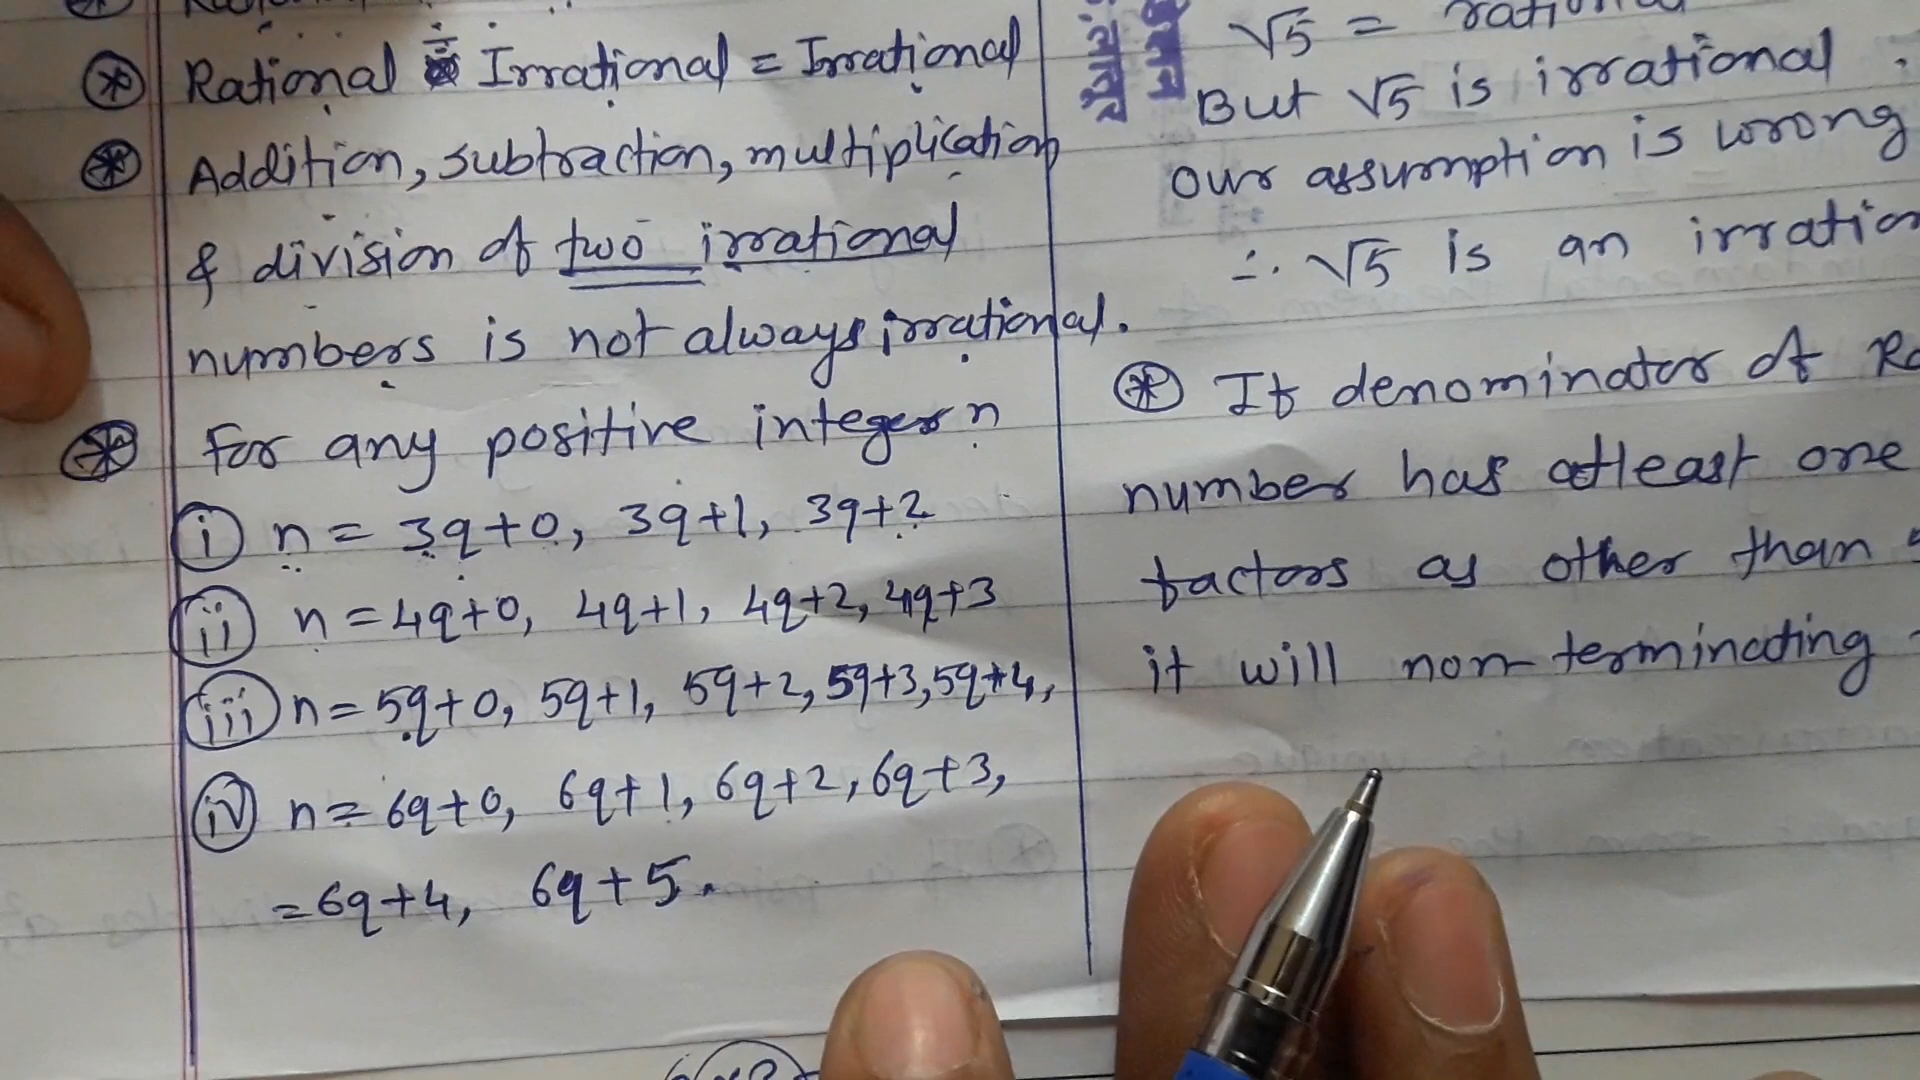 ⊛ Rational ÷ Irrational = Irrational
⊛ Addition, subtraction, multiplication
& division of two irrational
numbers is not always irrational.
⊛ For any positive integer n
(i) n = 3q+0, 3q+1, 3q+2
(ii) n = 4q+0, 4q+1, 4q+2, 4q+3
(iii) n = 5q+0, 5q+1, 5q+2, 5q+3, 5q+4,
(iv) n = 6q+0, 6q+1, 6q+2, 6q+3,
= 6q+4, 6q+5.
√5 = rational
But √5 is irrational.
Our assumption is wrong
∴ √5 is an irration
⊛ If denominator of Ra
number has atleast one
factors as other than
it will non-terminating